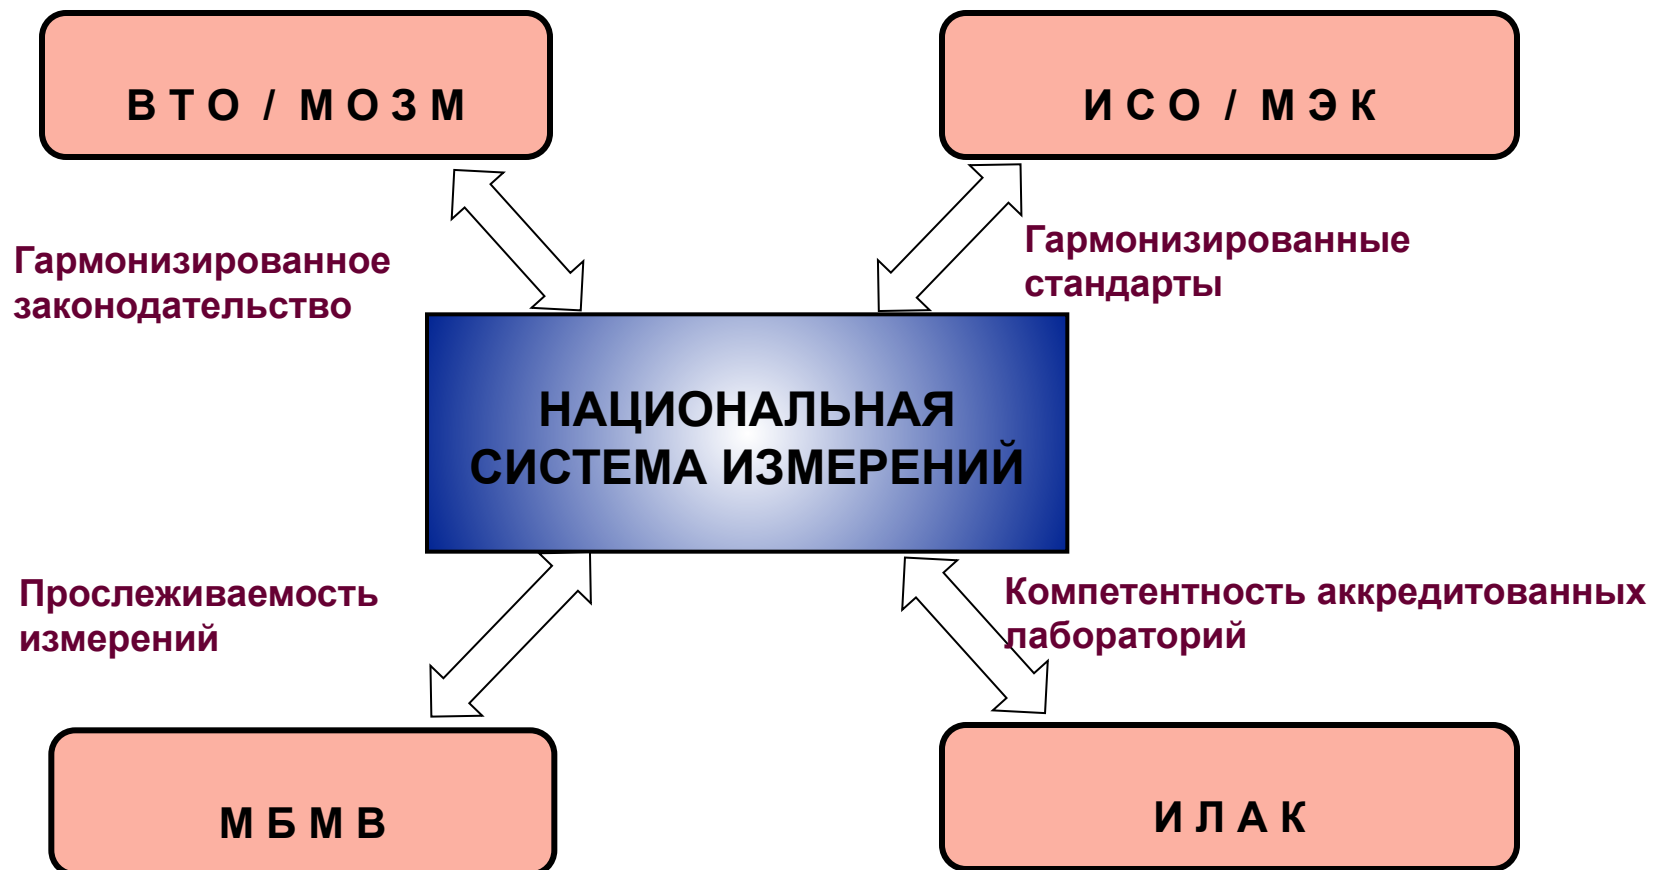 В Т О / М О З М
И С О / М Э К
Гармонизированное
законодательство
Гармонизированные
стандарты
НАЦИОНАЛЬНАЯ
СИСТЕМА ИЗМЕРЕНИЙ
Прослеживаемость
измерений
Компетентность аккредитованных
лабораторий
М Б М В
И Л А К